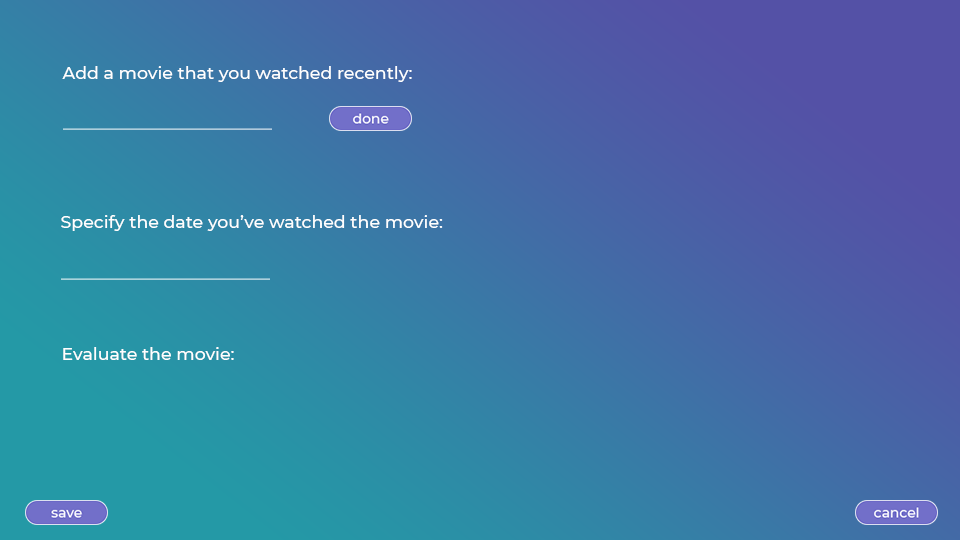 Add a movie that you watched recently:
done
Specify the date you’ve watched the movie:
Evaluate the movie:
save
cancel